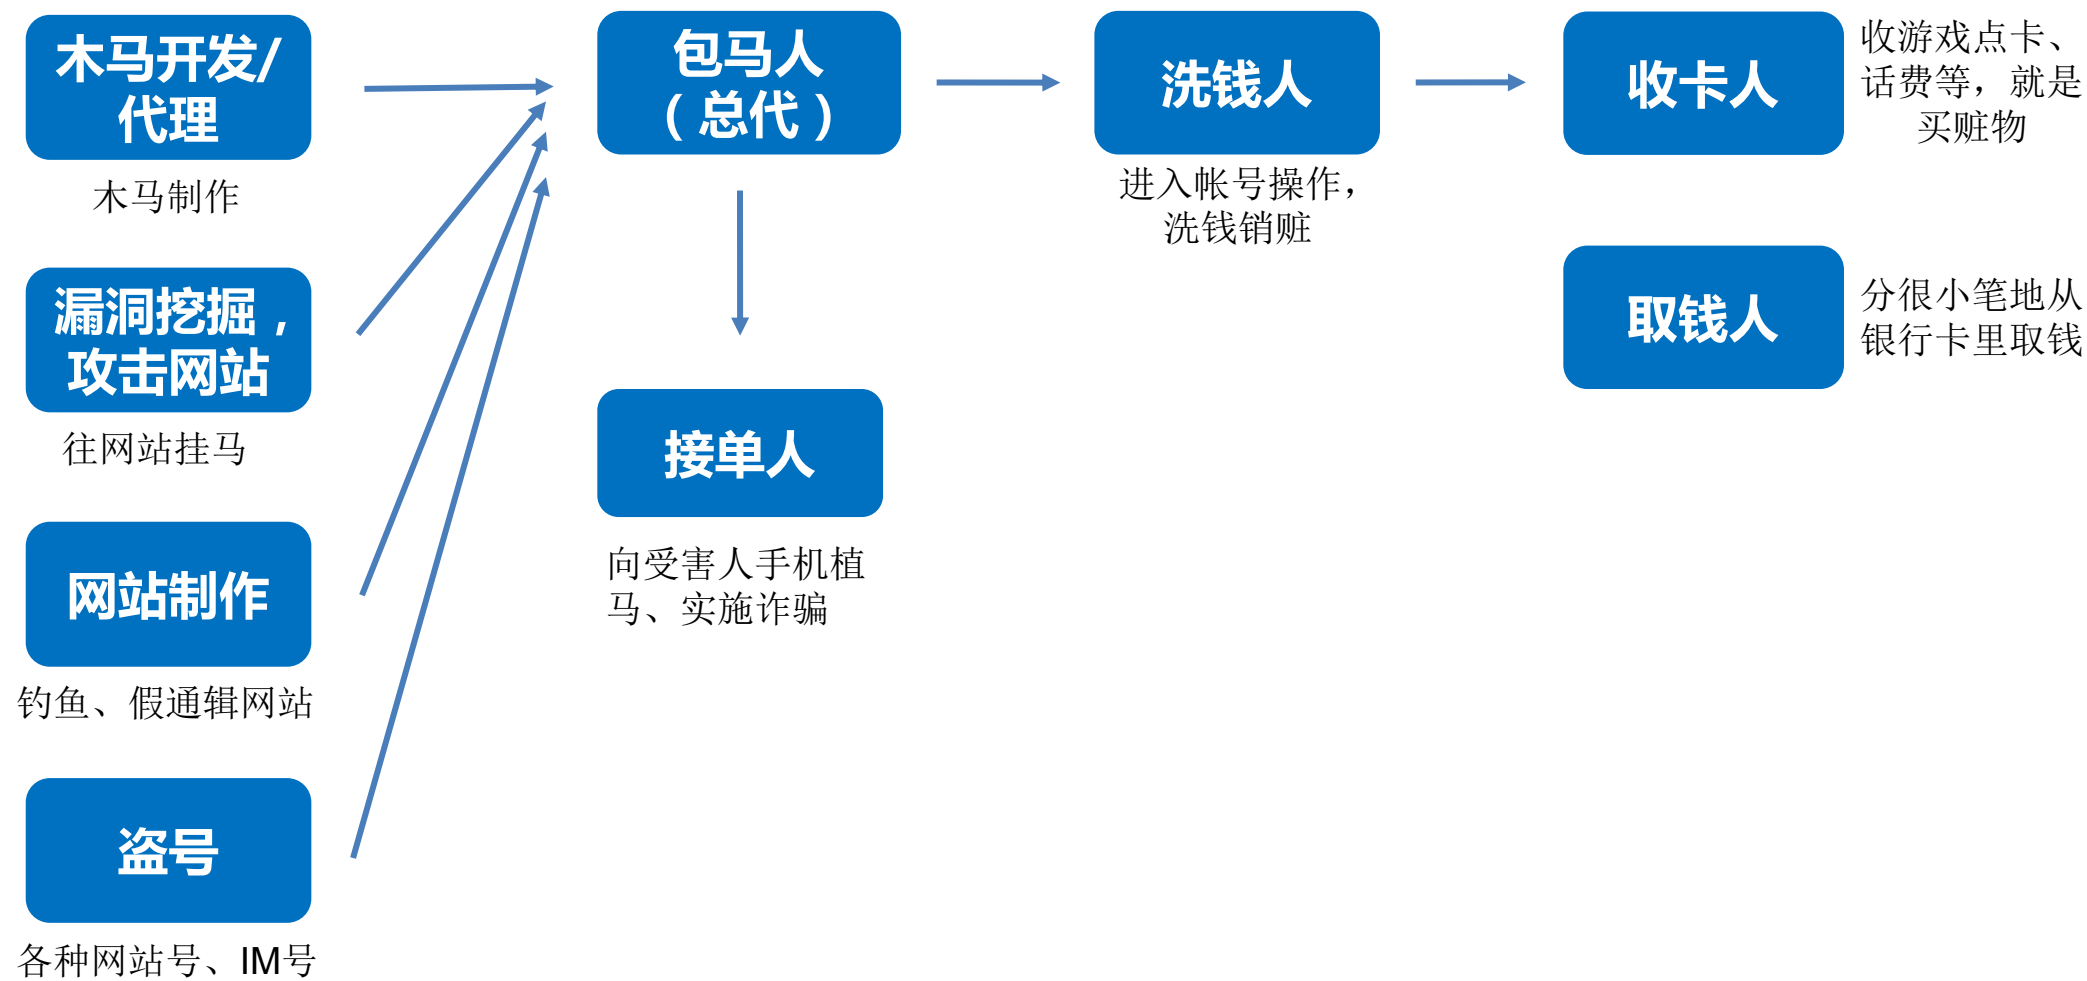 木马开发/
代理
木马制作
漏洞挖掘，
攻击网站
往网站挂马
网站制作
钓鱼、假通辑网站
盗号
各种网站号、IM号
包马人
（总代）
接单人
向受害人手机植
马、实施诈骗
洗钱人
进入帐号操作，
洗钱销赃
收卡人
收游戏点卡、
话费等，就是
买赃物
取钱人
分很小笔地从
银行卡里取钱